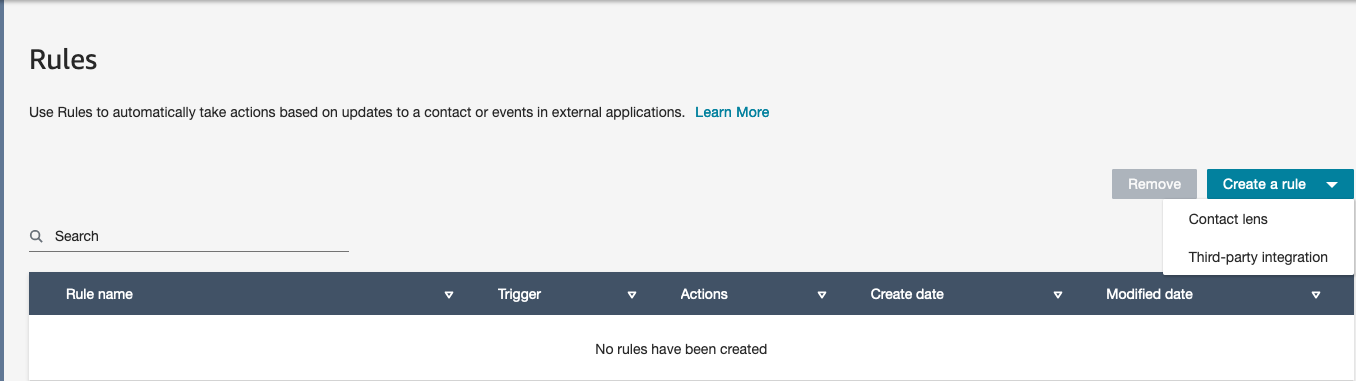 Rules
Use Rules to automatically take actions based on updates to a contact or events in external applications. Learn More
Remove Create a rule
Contact lens
Third-party integration
Search
Rule name Trigger Actions Create date Modified date
No rules have been created